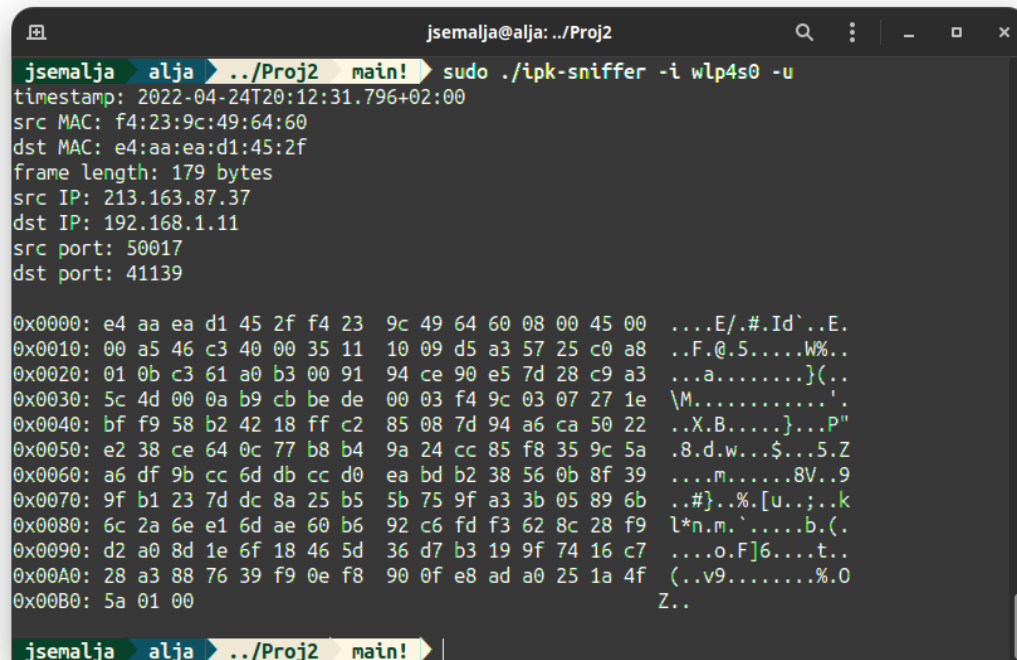 jsemalja@alja: ../Proj2
jsemalja alja ../Proj2 main! sudo ./ipk-sniffer -i wlp4s0 -u
timestamp: 2022-04-24T20:12:31.796+02:00
src MAC: f4:23:9c:49:64:60
dst MAC: e4:aa:ea:d1:45:2f
frame length: 179 bytes
src IP: 213.163.87.37
dst IP: 192.168.1.11
src port: 50017
dst port: 41139
0x0000: e4 aa ea d1 45 2f f4 23  9c 49 64 60 08 00 45 00  ....E/.#.Id`..E.
0x0010: 00 a5 46 c3 40 00 35 11  10 09 d5 a3 57 25 c0 a8  ..F.@.5.....W%..
0x0020: 01 0b c3 61 a0 b3 00 91  94 ce 90 e5 7d 28 c9 a3  ...a........}(..
0x0030: 5c 4d 00 0a b9 cb be de  00 03 f4 9c 03 07 27 1e  \M............'.
0x0040: bf f9 58 b2 42 18 ff c2  85 08 7d 94 a6 ca 50 22  ..X.B.....}...P"
0x0050: e2 38 ce 64 0c 77 b8 b4  9a 24 cc 85 f8 35 9c 5a  .8.d.w...$...5.Z
0x0060: a6 df 9b cc 6d db cc d0  ea bd b2 38 56 0b 8f 39  ....m......8V..9
0x0070: 9f b1 23 7d dc 8a 25 b5  5b 75 9f a3 3b 05 89 6b  ..#}..%.[u..;..k
0x0080: 6c 2a 6e e1 6d ae 60 b6  92 c6 fd f3 62 8c 28 f9  l*n.m.`.....b.(.
0x0090: d2 a0 8d 1e 6f 18 46 5d  36 d7 b3 19 9f 74 16 c7  ....o.F]6....t..
0x00A0: 28 a3 88 76 39 f9 0e f8  90 0f e8 ad a0 25 1a 4f  (..v9........%.O
0x00B0: 5a 01 00  Z..
jsemalja alja ../Proj2 main!